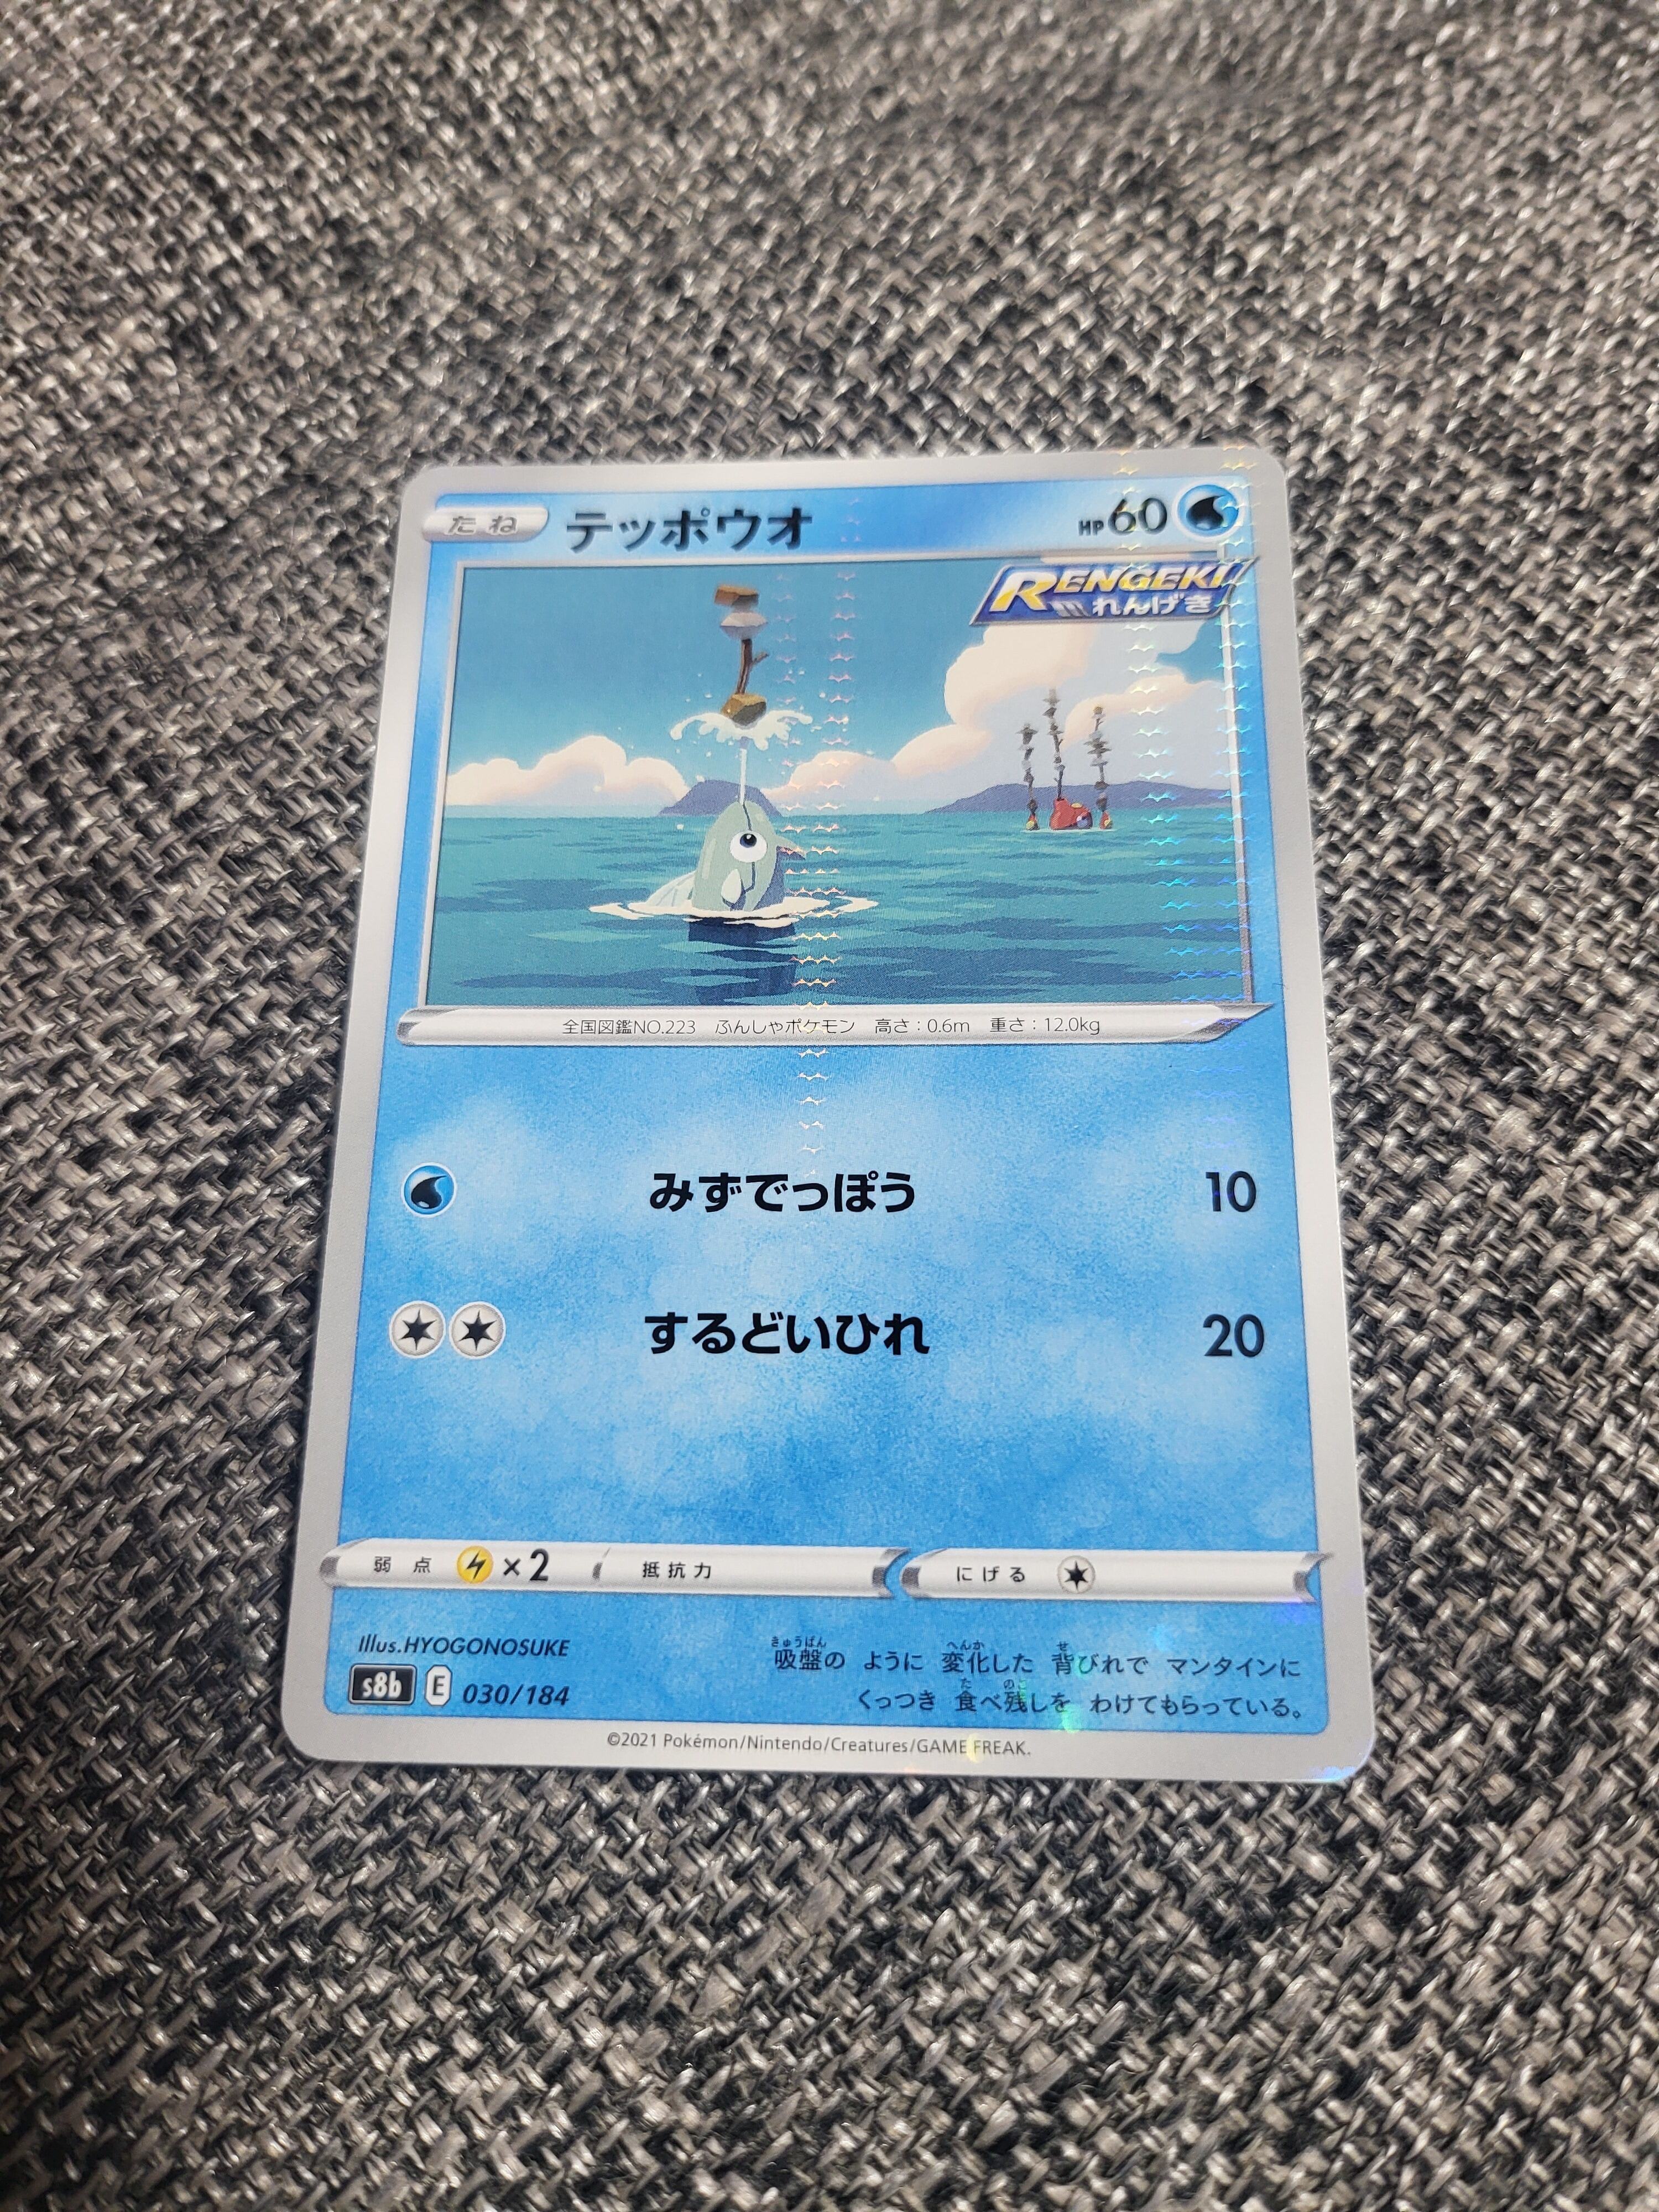 たね テッポウオ HP60
RENGEKI
れんげき
全国図鑑NO.223 ふんしゃポケモン 高さ：0.6m 重さ：12.0kg
みずでっぽう 10
するどいひれ 20
弱点 ×2 抵抗力 にげる
Illus.HYOGONOSUKE
s8b E 030/184
きゅうばん へんか せ
吸盤の ように 変化した 背びれで マンタインに
た のこ
くっつき 食べ残しを わけてもらっている。
©2021 Pokémon/Nintendo/Creatures/GAME FREAK.